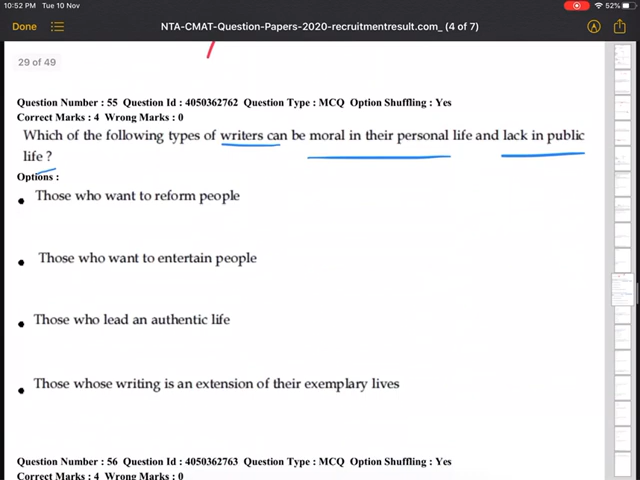 10:52 PM Tue 10 Nov
52%
Done
NTA-CMAT-Question-Papers-2020-recruitmentresult.com_ (4 of 7)
29 of 49
Question Number : 55 Question Id : 4050362762 Question Type : MCQ Option Shuffling : Yes
Correct Marks : 4 Wrong Marks : 0
Which of the following types of writers can be moral in their personal life and lack in public
life ?
Options :
Those who want to reform people
Those who want to entertain people
Those who lead an authentic life
Those whose writing is an extension of their exemplary lives
Question Number : 56 Question Id : 4050362763 Question Type : MCQ Option Shuffling : Yes
Correct Marks : 4 Wrong Marks : 0